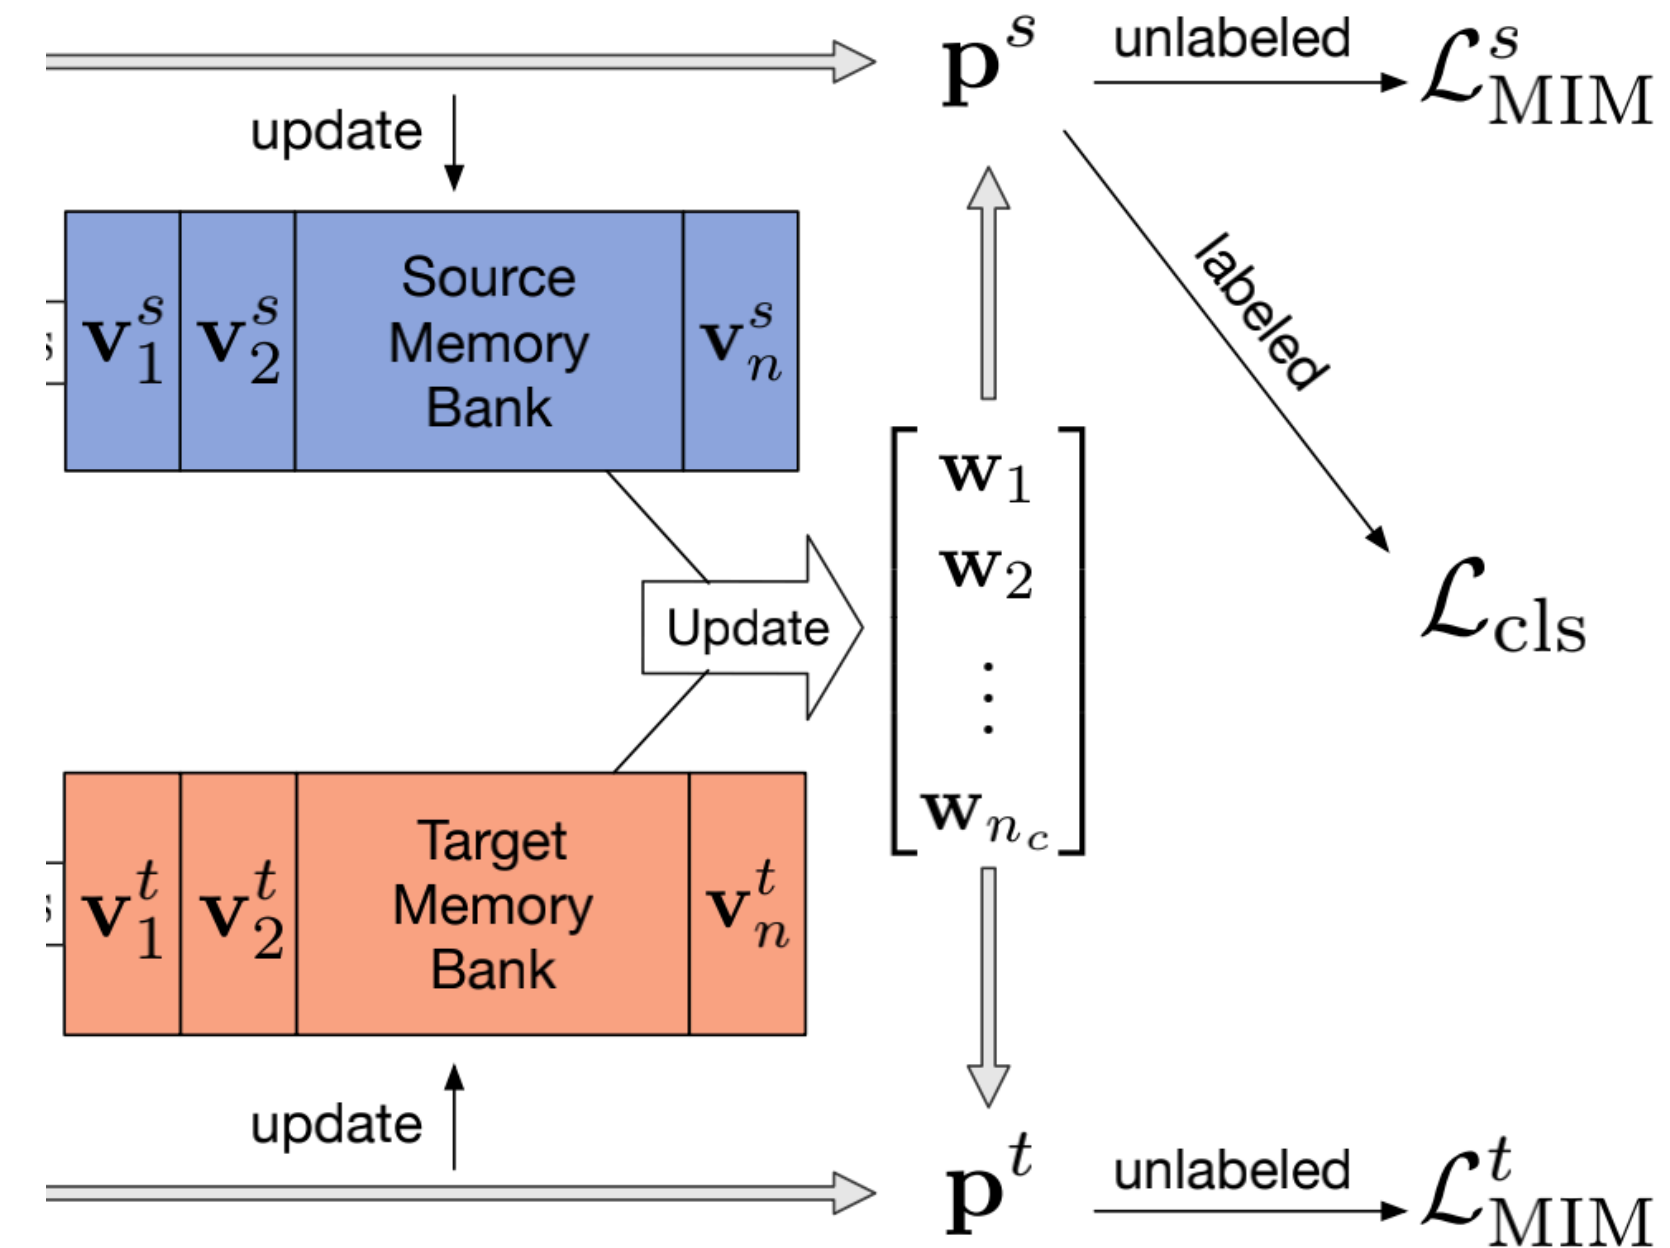 p^s unlabeled L^s_MIM
update
labeled
v^s_1 v^s_2 Source Memory Bank v^s_n
w_1
w_2
⋮
w_{n_c}
Update
L_cls
v^t_1 v^t_2 Target Memory Bank v^t_n
update
p^t unlabeled L^t_MIM